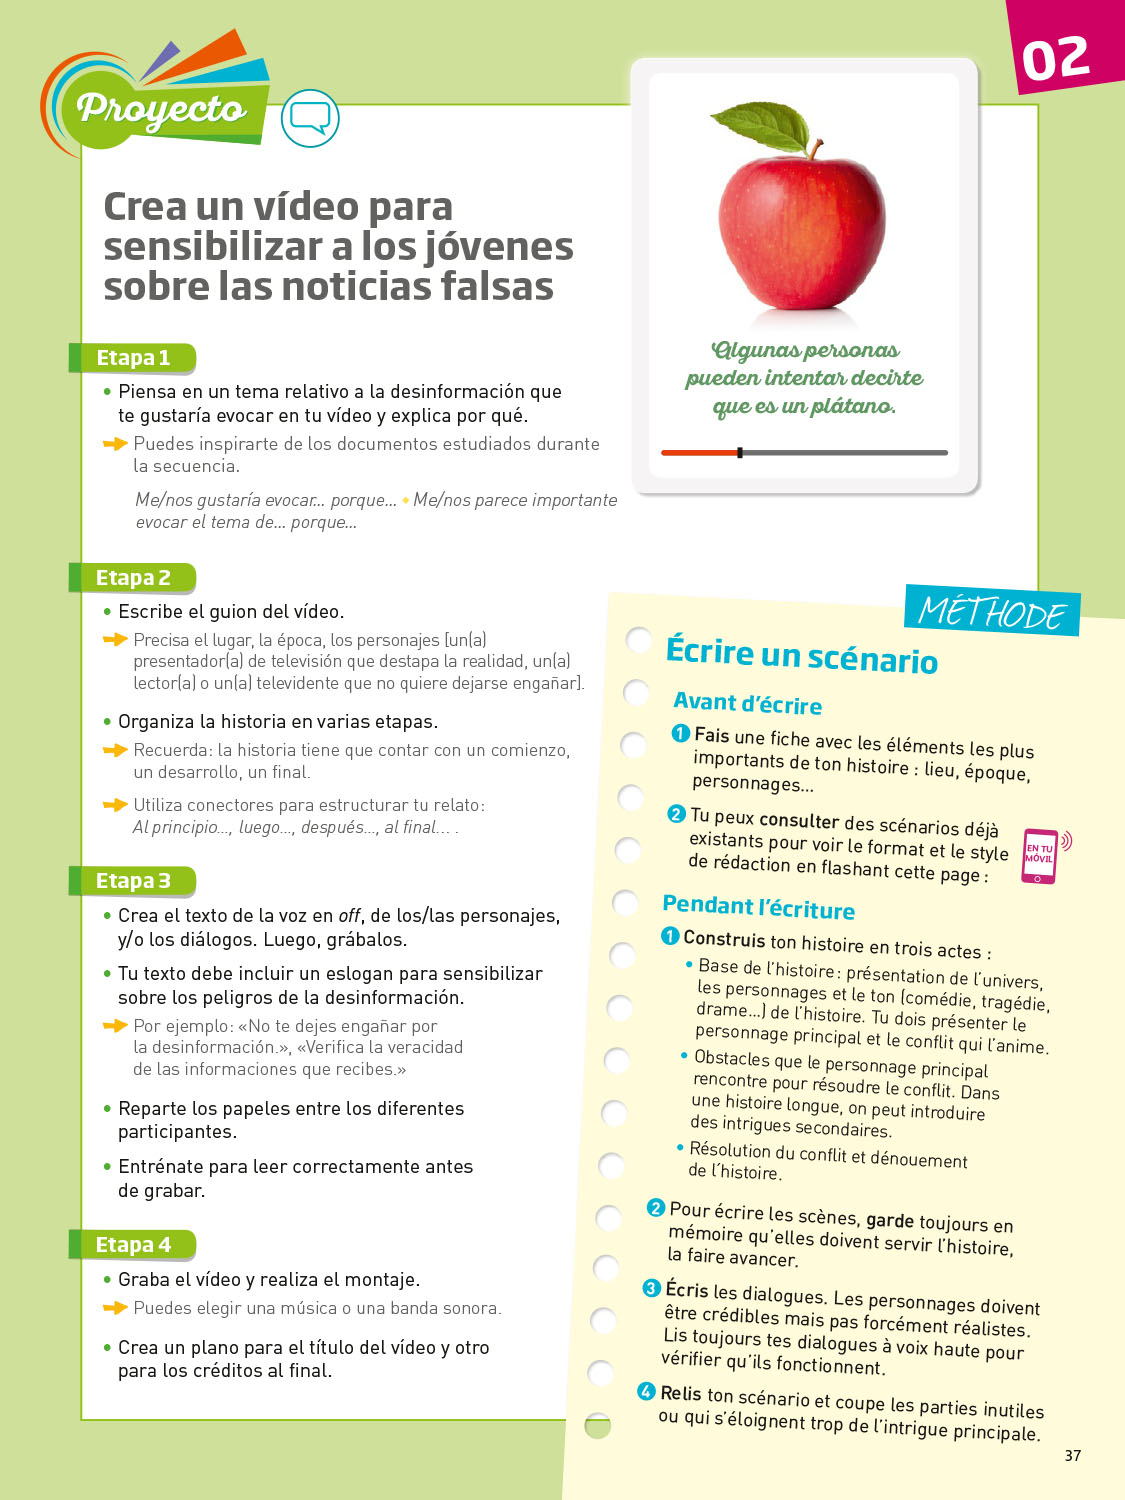 02
Proyecto
Crea un vídeo para
sensibilizar a los jóvenes
sobre las noticias falsas
Algunas personas
pueden intentar decirte
que es un plátano.
Etapa 1
• Piensa en un tema relativo a la desinformación que
te gustaría evocar en tu vídeo y explica por qué.
Puedes inspirarte de los documentos estudiados durante
la secuencia.
Me/nos gustaría evocar... porque... • Me/nos parece importante
evocar el tema de... porque...
Etapa 2
• Escribe el guion del vídeo.
Precisa el lugar, la época, los personajes [un(a)
presentador(a) de televisión que destapa la realidad, un(a)
lector(a) o un(a) televidente que no quiere dejarse engañar].
• Organiza la historia en varias etapas.
Recuerda: la historia tiene que contar con un comienzo,
un desarrollo, un final.
Utiliza conectores para estructurar tu relato:
Al principio..., luego..., después..., al final... .
Etapa 3
• Crea el texto de la voz en off, de los/las personajes,
y/o los diálogos. Luego, grábalos.
• Tu texto debe incluir un eslogan para sensibilizar
sobre los peligros de la desinformación.
Por ejemplo: «No te dejes engañar por
la desinformación.», «Verifica la veracidad
de las informaciones que recibes.»
• Reparte los papeles entre los diferentes
participantes.
• Entrénate para leer correctamente antes
de grabar.
Etapa 4
• Graba el vídeo y realiza el montaje.
Puedes elegir una música o una banda sonora.
• Crea un plano para el título del vídeo y otro
para los créditos al final.
MÉTHODE
Écrire un scénario
Avant d'écrire
1 Fais une fiche avec les éléments les plus
importants de ton histoire : lieu, époque,
personnages...
2 Tu peux consulter des scénarios déjà
existants pour voir le format et le style
de rédaction en flashant cette page :
EN TU
MÓVIL
Pendant l'écriture
1 Construis ton histoire en trois actes :
• Base de l'histoire : présentation de l'univers,
les personnages et le ton (comédie, tragédie,
drame...) de l'histoire. Tu dois présenter le
personnage principal et le conflit qui l'anime.
• Obstacles que le personnage principal
rencontre pour résoudre le conflit. Dans
une histoire longue, on peut introduire
des intrigues secondaires.
• Résolution du conflit et dénouement
de l'histoire.
2 Pour écrire les scènes, garde toujours en
mémoire qu'elles doivent servir l'histoire,
la faire avancer.
3 Écris les dialogues. Les personnages doivent
être crédibles mais pas forcément réalistes.
Lis toujours tes dialogues à voix haute pour
vérifier qu'ils fonctionnent.
4 Relis ton scénario et coupe les parties inutiles
ou qui s'éloignent trop de l'intrigue principale.
37